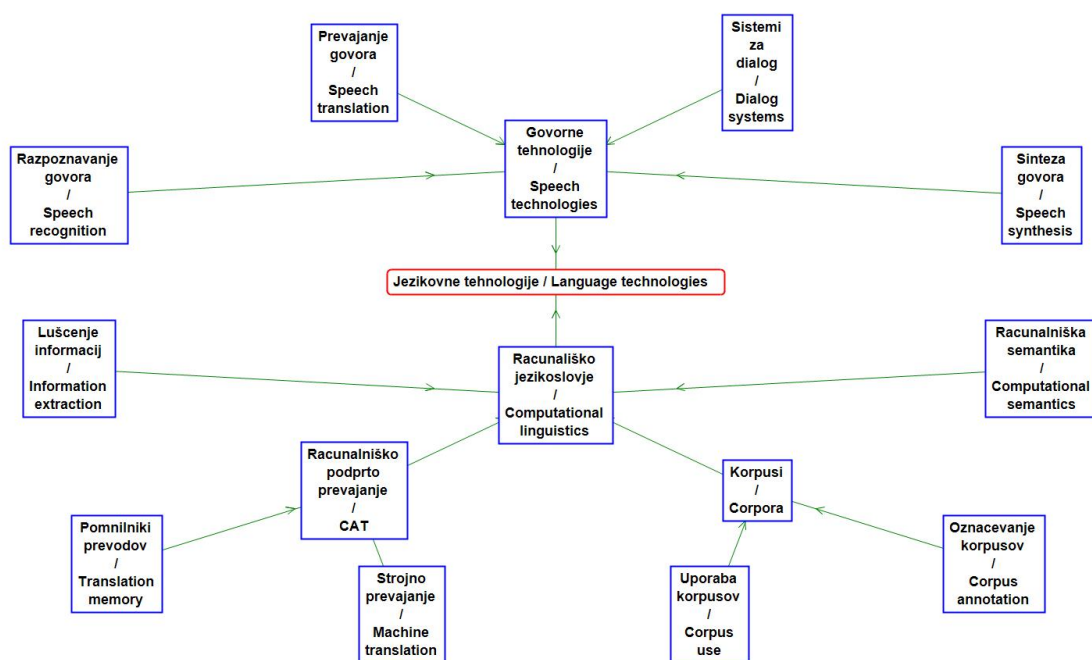 Prevajanje
govora
/
Speech
translation
Sistemi
za
dialog
/
Dialog
systems
Razpoznavanje
govora
/
Speech
recognition
Govorne
tehnologije
/
Speech
technologies
Sinteza
govora
/
Speech
synthesis
Jezikovne tehnologije / Language technologies
Lušcenje
informacij
/
Information
extraction
Racunališko
jezikoslovje
/
Computational
linguistics
Racunalniška
semantika
/
Computational
semantics
Racunalniško
podprto
prevajanje
/
CAT
Korpusi
/
Corpora
Pomnilniki
prevodov
/
Translation
memory
Strojno
prevajanje
/
Machine
translation
Uporaba
korpusov
/
Corpus
use
Oznacevanje
korpusov
/
Corpus
annotation